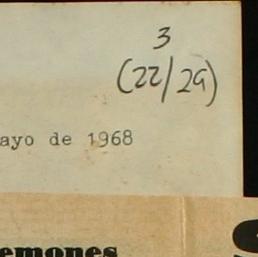 3
(22/29)
ayo de 1968
emones